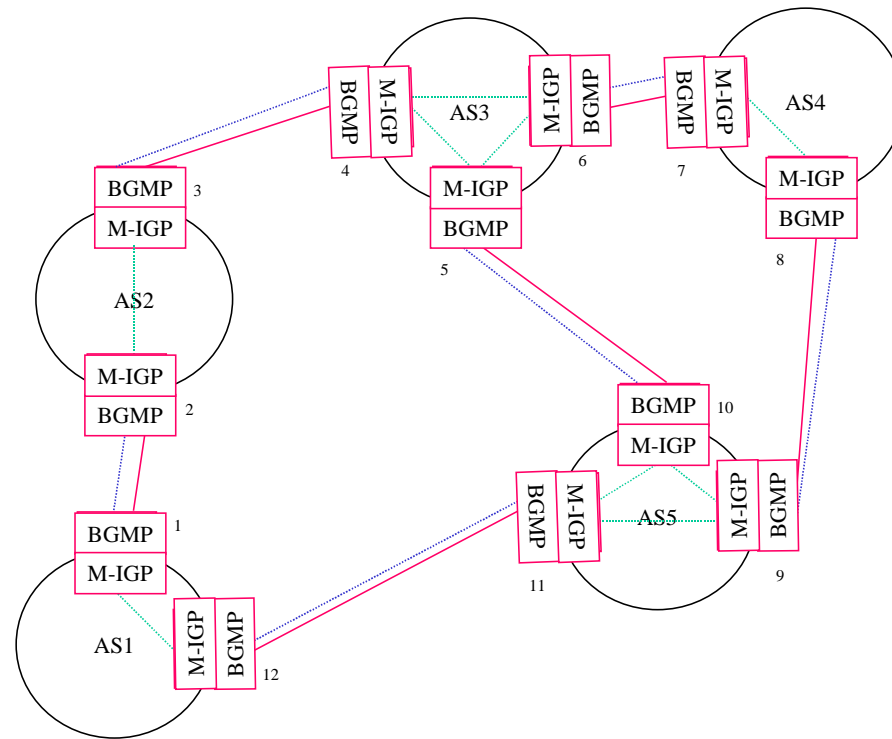 BGMP
M-IGP
4
AS3
M-IGP
BGMP
6
M-IGP
BGMP
5
BGMP
M-IGP
7
AS4
M-IGP
BGMP
8
BGMP
3
M-IGP
AS2
M-IGP
BGMP
2
BGMP
1
M-IGP
AS1
M-IGP
BGMP
12
BGMP
10
M-IGP
BGMP
M-IGP
11
AS5
M-IGP
BGMP
9